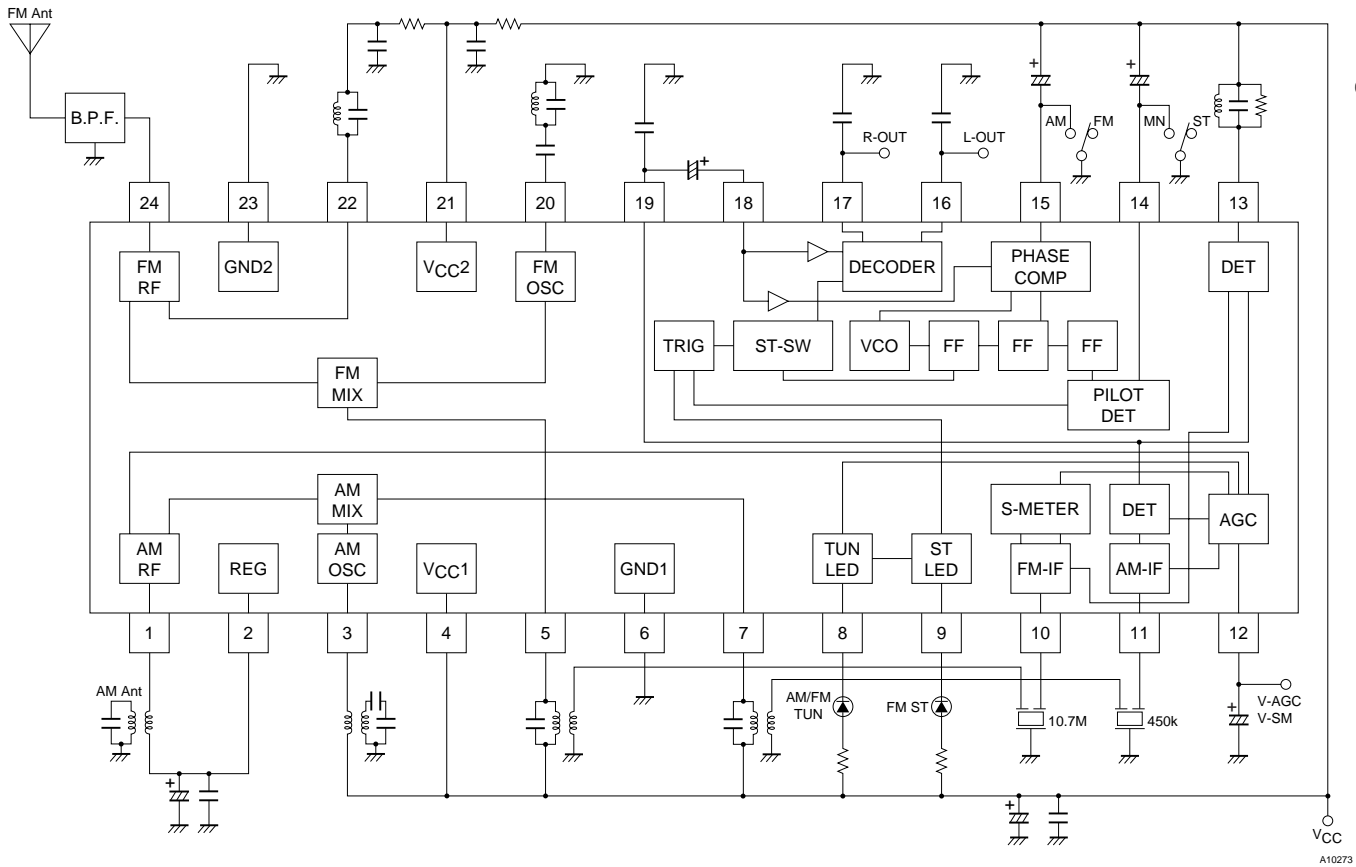 FM Ant
B.P.F.
R-OUT
L-OUT
+
+
+
AM
FM
MN
ST
24
23
22
21
20
19
18
17
16
15
14
13
FM
RF
GND2
VCC2
FM
OSC
DECODER
PHASE
COMP
DET
TRIG
ST-SW
VCO
FF
FF
FF
FM
MIX
PILOT
DET
AM
MIX
S-METER
DET
AGC
AM
RF
REG
AM
OSC
VCC1
GND1
TUN
LED
ST
LED
FM-IF
AM-IF
1
2
3
4
5
6
7
8
9
10
11
12
AM Ant
AM/FM
TUN
FM ST
10.7M
450k
V-AGC
V-SM
+
+
+
VCC
A10273